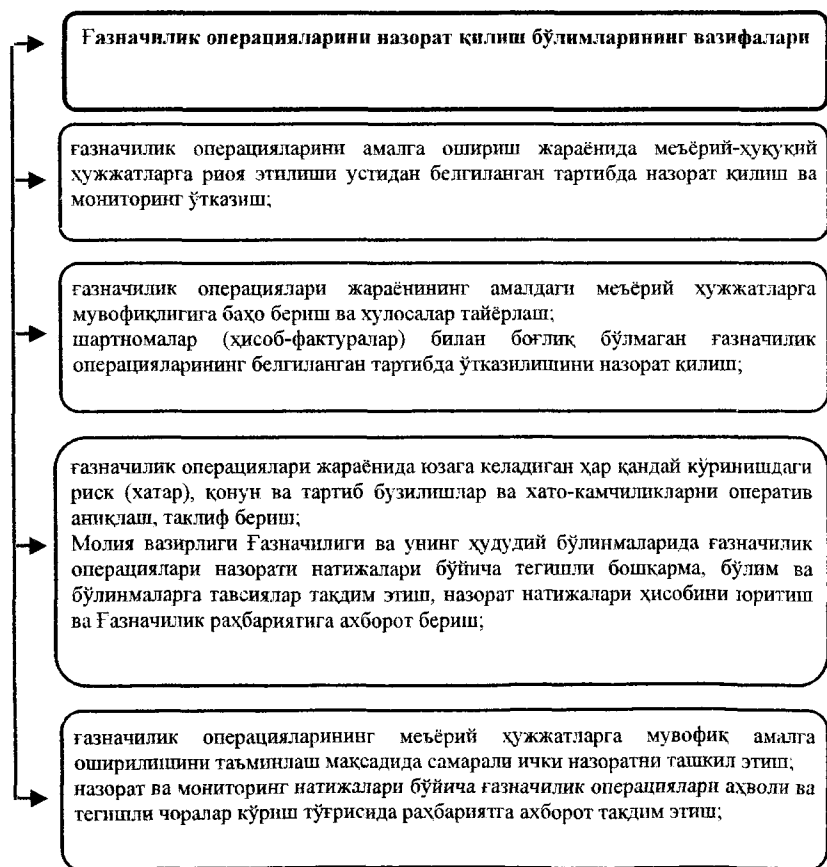 Ғазначилик операцияларини назорат қилиш бўлимларининг вазифалари
ғазначилик операцияларини амалга ошириш жараёнида меъёрий-ҳуқуқий
ҳужжатларга риоя этилиши устидан белгиланган тартибда назорат қилиш ва
мониторинг ўтказиш;
ғазначилик операциялари жараёнининг амалдаги меъёрий ҳужжатларга
мувофиқлигига баҳо бериш ва хулосалар тайёрлаш;
шартномалар (ҳисоб-фактуралар) билан боғлиқ бўлмаган ғазначилик
операцияларининг белгиланган тартибда ўтказилишини назорат қилиш;
ғазначилик операциялари жараёнида юзага келадиган ҳар қандай кўринишдаги
риск (хатар), қонун ва тартиб бузилишлар ва хато-камчиликларни оператив
аниқлаш, таклиф бериш;
Молия вазирлиги Ғазначилиги ва унинг ҳудудий бўлинмаларида ғазначилик
операциялари назорати натижалари бўйича тегишли бошқарма, бўлим ва
бўлинмаларга тавсиялар тақдим этиш, назорат натижалари ҳисобини юритиш
ва Ғазначилик раҳбариятига ахборот бериш;
ғазначилик операцияларининг меъёрий ҳужжатларга мувофиқ амалга
оширилишини таъминлаш мақсадида самарали ички назоратни ташкил этиш;
назорат ва мониторинг натижалари бўйича ғазначилик операциялари аҳволи ва
тегишли чоралар кўриш тўғрисида раҳбариятга ахборот тақдим этиш;